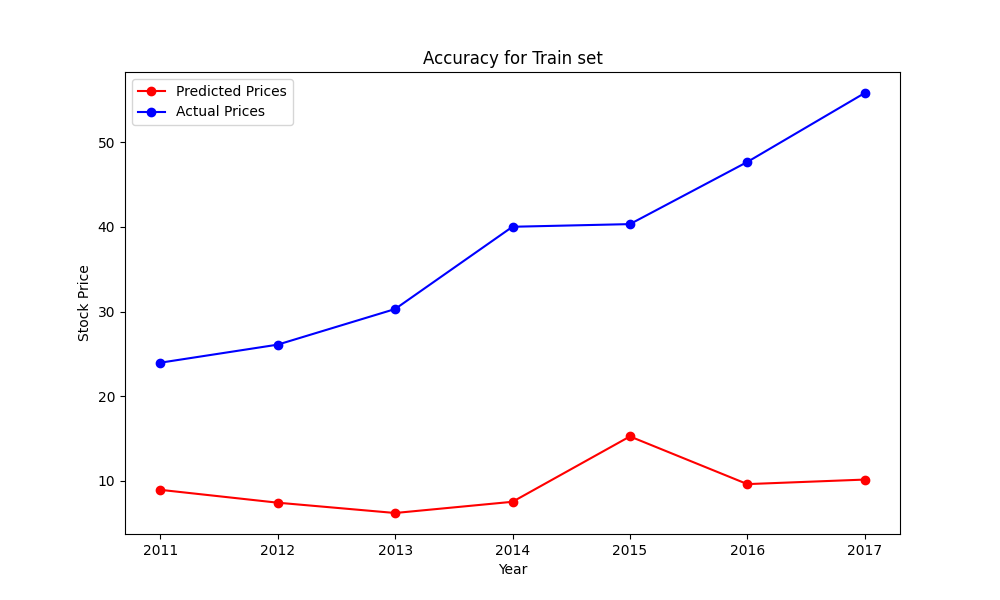 Accuracy for Train set
Predicted Prices
Actual Prices
Stock Price
50
40
30
20
10
2011 2012 2013 2014 2015 2016 2017
Year